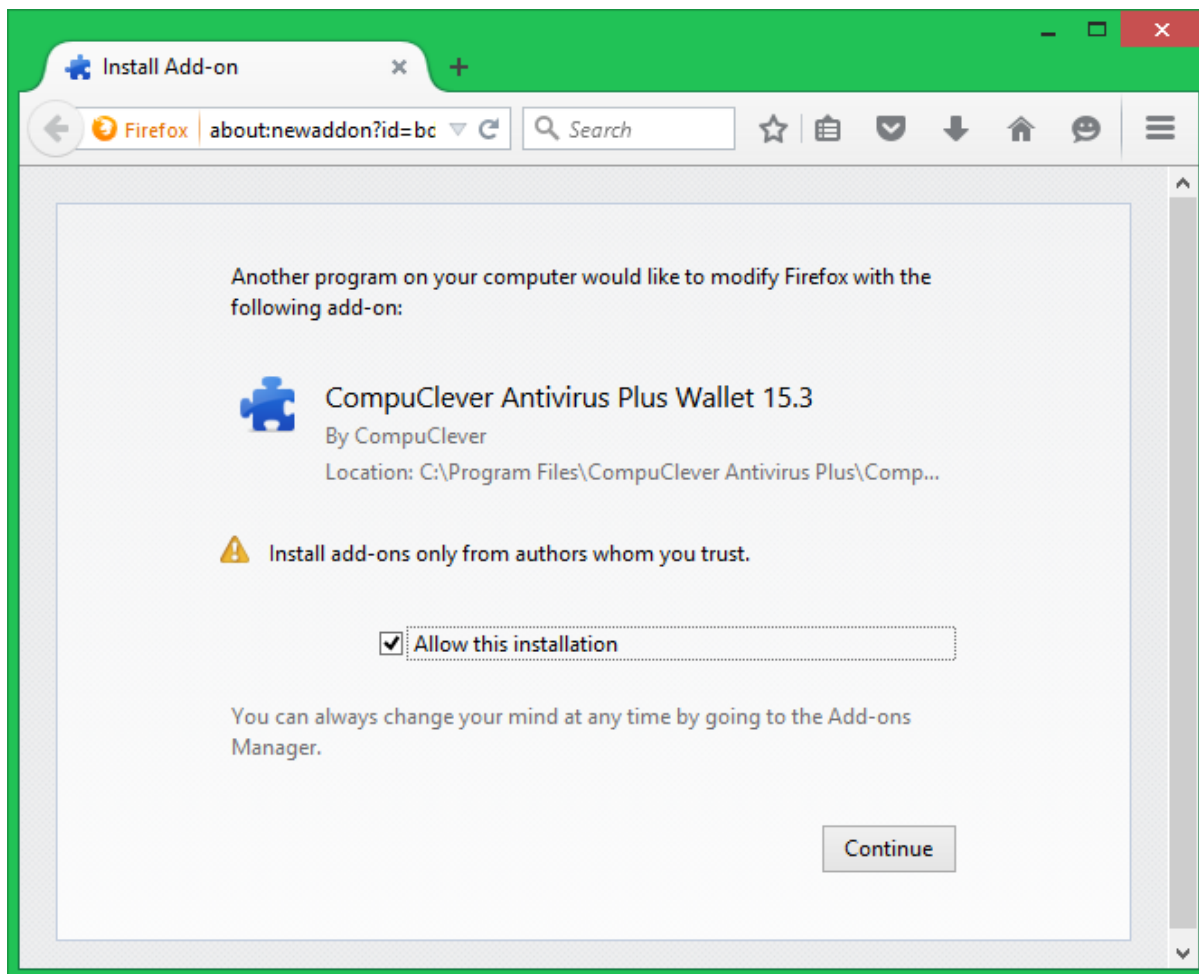 Install Add-on
Firefox about:newaddon?id=bc Search
Another program on your computer would like to modify Firefox with the
following add-on:
CompuClever Antivirus Plus Wallet 15.3
By CompuClever
Location: C:\Program Files\CompuClever Antivirus Plus\Comp...
Install add-ons only from authors whom you trust.
Allow this installation
You can always change your mind at any time by going to the Add-ons
Manager.
Continue